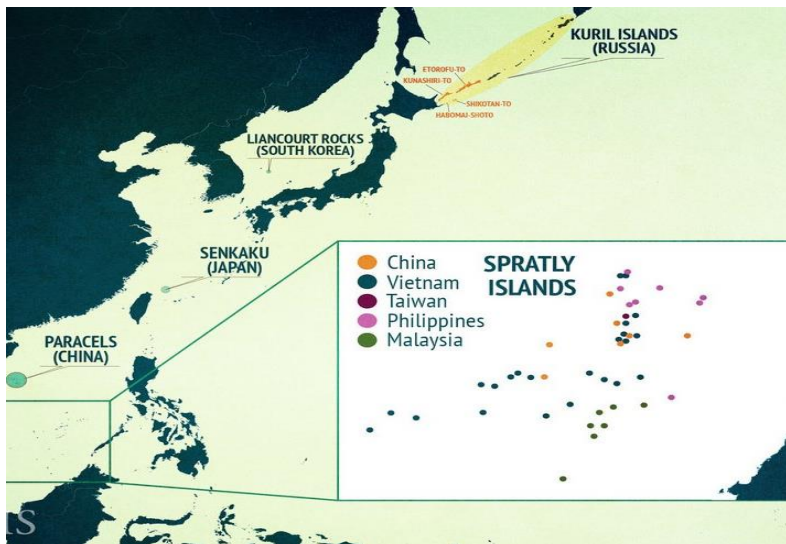 KURIL ISLANDS
(RUSSIA)
ETOROFU-TO
KUNASHIRI-TO
SHIKOTAN-TO
HABOMAI-SHOTO
LIANCOURT ROCKS
(SOUTH KOREA)
SENKAKU
(JAPAN)
PARACELS
(CHINA)
SPRATLY
ISLANDS
China
Vietnam
Taiwan
Philippines
Malaysia